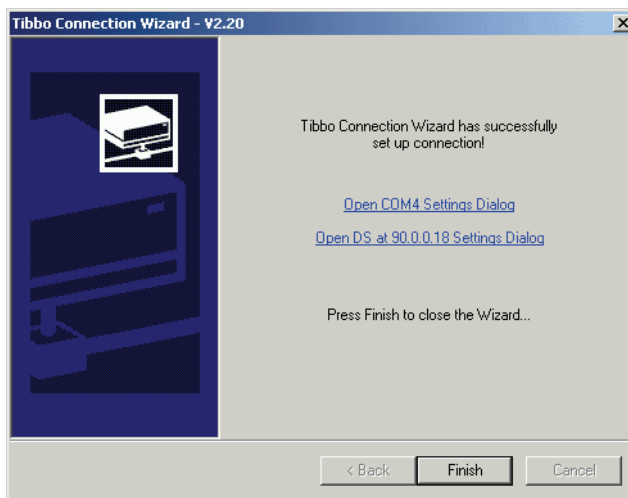 Tibbo Connection Wizard - V2.20
Tibbo Connection Wizard has successfully
set up connection!
Open COM4 Settings Dialog
Open DS at 90.0.0.18 Settings Dialog
Press Finish to close the Wizard...
< Back
Finish
Cancel